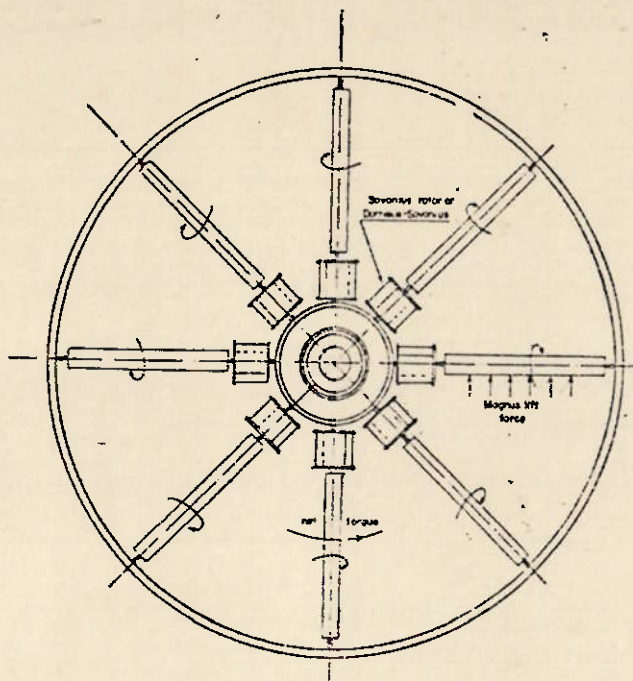 Savonius rotor or
Darrieus-Savonius
Magnus lift
force
net torque